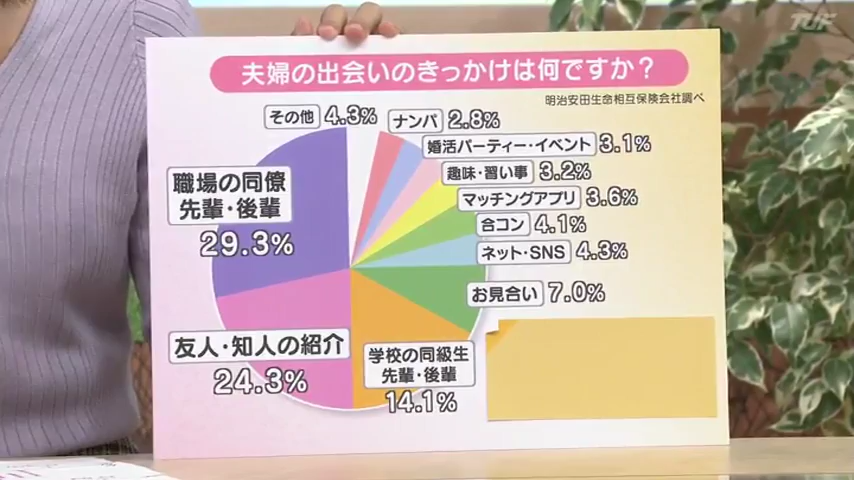 TUF
夫婦の出会いのきっかけは何ですか？
明治安田生命相互保険会社調べ
その他 4.3%
ナンパ 2.8%
婚活パーティー・イベント 3.1%
趣味・習い事 3.2%
マッチングアプリ 3.6%
合コン 4.1%
ネット・SNS 4.3%
お見合い 7.0%
学校の同級生
先輩・後輩
14.1%
友人・知人の紹介
24.3%
職場の同僚
先輩・後輩
29.3%